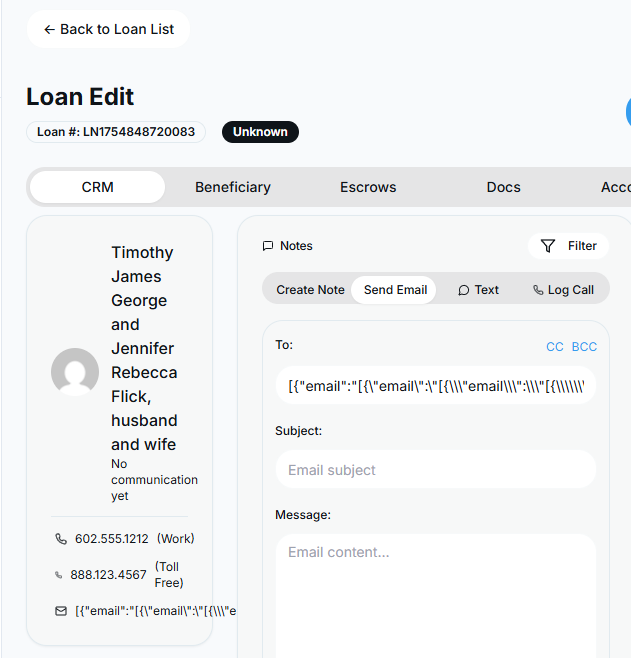 ← Back to Loan List
Loan Edit
Loan #: LN1754848720083
Unknown
CRM
Beneficiary
Escrows
Docs
Acco
Timothy
James
George
and
Jennifer
Rebecca
Flick,
husband
and wife
No
communication
yet
602.555.1212 (Work)
888.123.4567 (Toll
Free)
[{"email":"[{\"email\":\"[{\\\"e
Notes
Filter
Create Note
Send Email
Text
Log Call
To:
CC BCC
[{"email":"[{\"email\":\"[{\\\"email\\\":\\\"[{\\\\\\\
Subject:
Email subject
Message:
Email content...